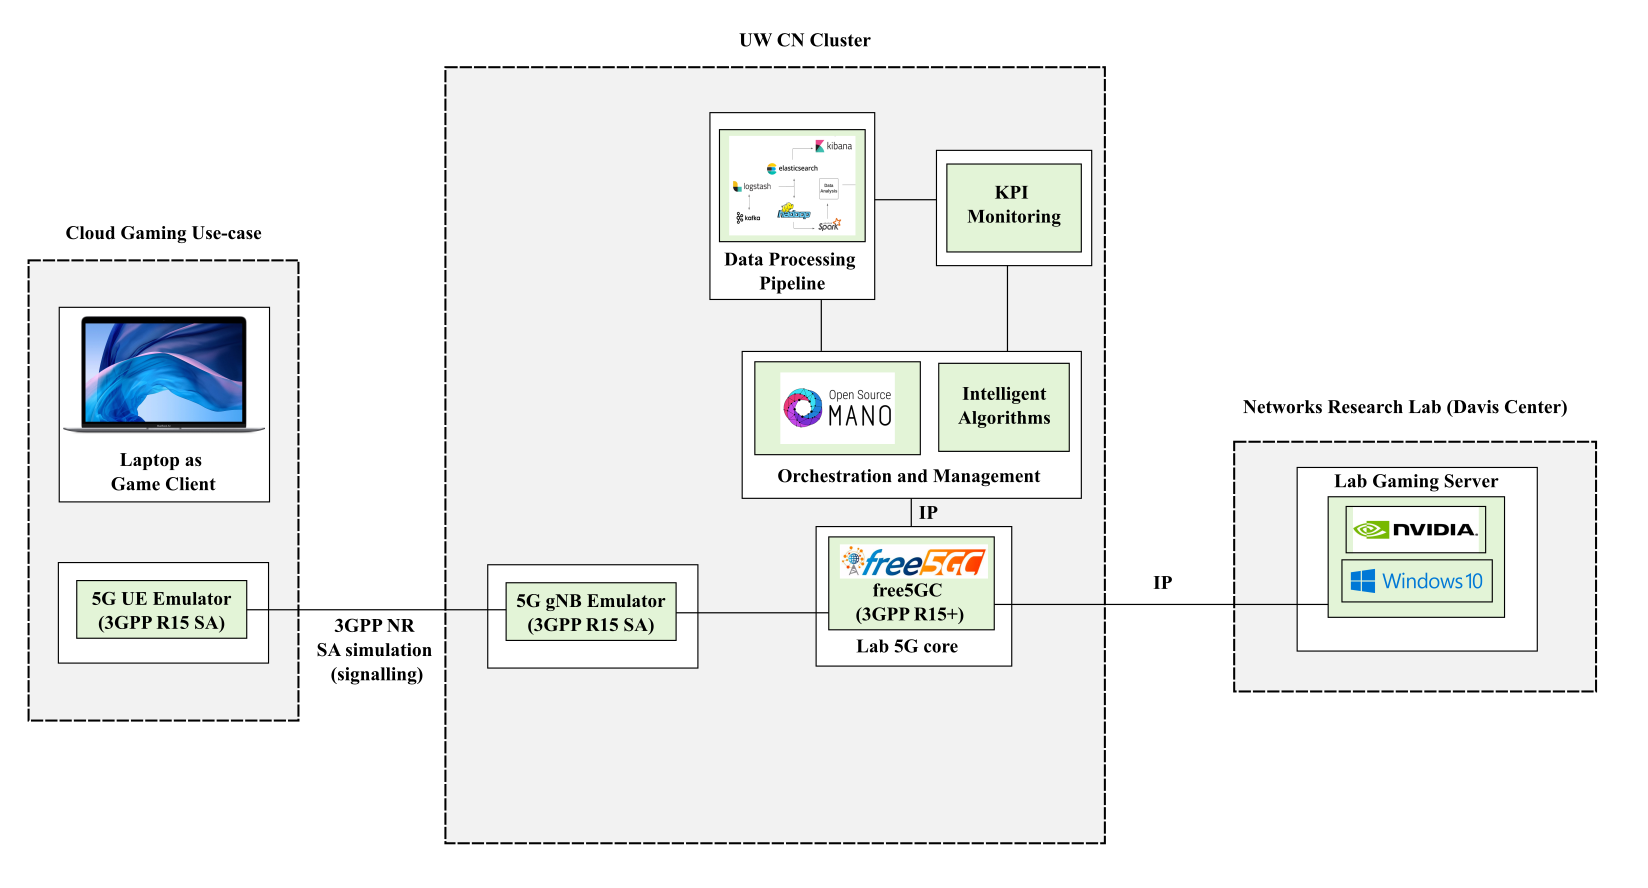 UW CN Cluster
kibana
elasticsearch
logstash
Data
Analysis
kafka
hadoop
Spark
Data Processing
Pipeline
KPI
Monitoring
Cloud Gaming Use-case
Laptop as
Game Client
Open Source
MANO
Intelligent
Algorithms
Orchestration and Management
IP
Networks Research Lab (Davis Center)
Lab Gaming Server
NVIDIA.
Windows 10
5G UE Emulator
(3GPP R15 SA)
3GPP NR
SA simulation
(signalling)
5G gNB Emulator
(3GPP R15 SA)
free5GC
free5GC
(3GPP R15+)
Lab 5G core
IP